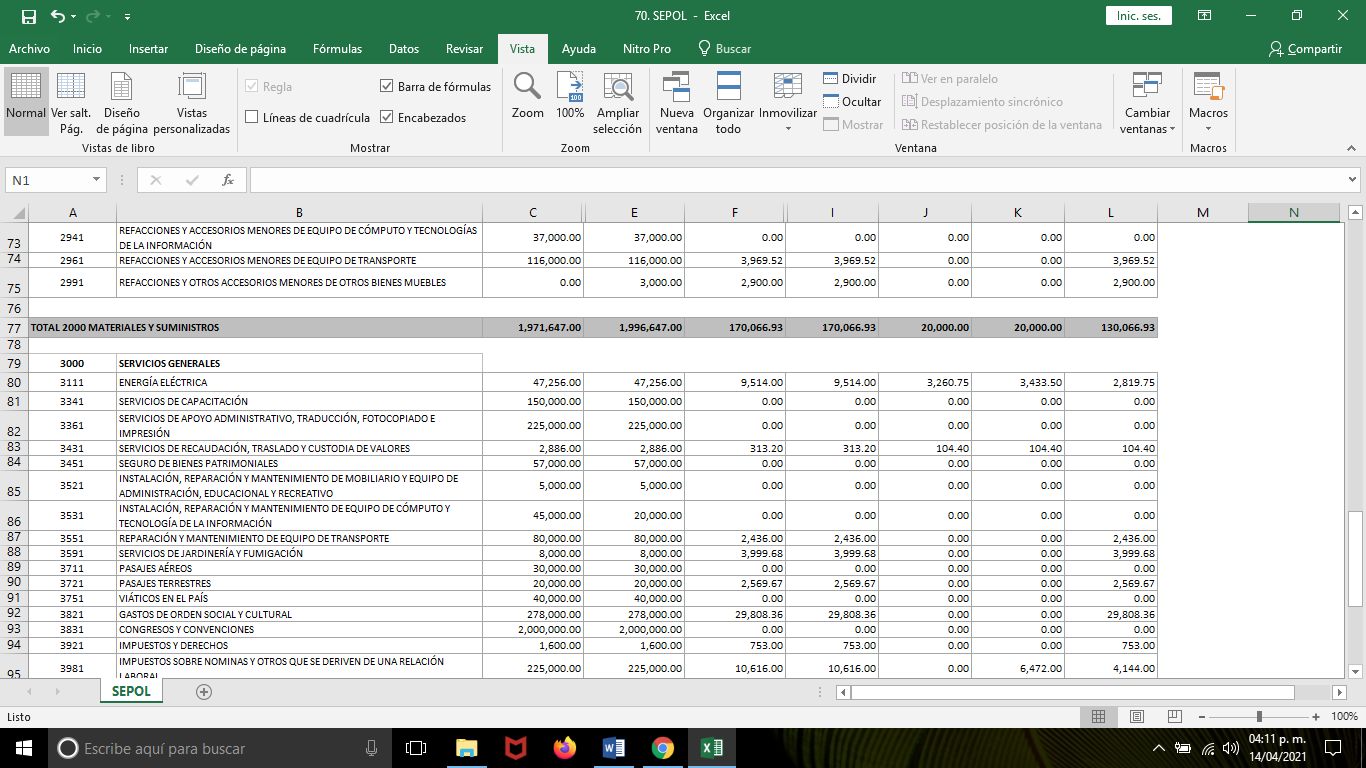 70. SEPOL - Excel
Inic. ses.
Archivo Inicio Insertar Diseño de página Fórmulas Datos Revisar Vista Ayuda Nitro Pro Buscar Compartir
Normal Ver salt. Pág. Diseño de página Vistas personalizadas
Vistas de libro
Regla Barra de fórmulas
Líneas de cuadrícula Encabezados
Mostrar
Zoom 100% Ampliar selección
100
Zoom
Nueva ventana Organizar todo Inmovilizar
Dividir Ver en paralelo
Ocultar Desplazamiento sincrónico
Mostrar Restablecer posición de la ventana
Cambiar ventanas
Ventana
Macros
Macros
N1 fx
A B C E F I J K L M N
73 2941 REFACCIONES Y ACCESORIOS MENORES DE EQUIPO DE CÓMPUTO Y TECNOLOGÍAS
DE LA INFORMACIÓN 37,000.00 37,000.00 0.00 0.00 0.00 0.00 0.00
74 2961 REFACCIONES Y ACCESORIOS MENORES DE EQUIPO DE TRANSPORTE 116,000.00 116,000.00 3,969.52 3,969.52 0.00 0.00 3,969.52
75 2991 REFACCIONES Y OTROS ACCESORIOS MENORES DE OTROS BIENES MUEBLES 0.00 3,000.00 2,900.00 2,900.00 0.00 0.00 2,900.00
76
77 TOTAL 2000 MATERIALES Y SUMINISTROS 1,971,647.00 1,996,647.00 170,066.93 170,066.93 20,000.00 20,000.00 130,066.93
78
79 3000 SERVICIOS GENERALES
80 3111 ENERGÍA ELÉCTRICA 47,256.00 47,256.00 9,514.00 9,514.00 3,260.75 3,433.50 2,819.75
81 3341 SERVICIOS DE CAPACITACIÓN 150,000.00 150,000.00 0.00 0.00 0.00 0.00 0.00
82 3361 SERVICIOS DE APOYO ADMINISTRATIVO, TRADUCCIÓN, FOTOCOPIADO E
IMPRESIÓN 225,000.00 225,000.00 0.00 0.00 0.00 0.00 0.00
83 3431 SERVICIOS DE RECAUDACIÓN, TRASLADO Y CUSTODIA DE VALORES 2,886.00 2,886.00 313.20 313.20 104.40 104.40 104.40
84 3451 SEGURO DE BIENES PATRIMONIALES 57,000.00 57,000.00 0.00 0.00 0.00 0.00 0.00
85 3521 INSTALACIÓN, REPARACIÓN Y MANTENIMIENTO DE MOBILIARIO Y EQUIPO DE
ADMINISTRACIÓN, EDUCACIONAL Y RECREATIVO 5,000.00 5,000.00 0.00 0.00 0.00 0.00 0.00
86 3531 INSTALACIÓN, REPARACIÓN Y MANTENIMIENTO DE EQUIPO DE CÓMPUTO Y
TECNOLOGÍA DE LA INFORMACIÓN 45,000.00 20,000.00 0.00 0.00 0.00 0.00 0.00
87 3551 REPARACIÓN Y MANTENIMIENTO DE EQUIPO DE TRANSPORTE 80,000.00 80,000.00 2,436.00 2,436.00 0.00 0.00 2,436.00
88 3591 SERVICIOS DE JARDINERÍA Y FUMIGACIÓN 8,000.00 8,000.00 3,999.68 3,999.68 0.00 0.00 3,999.68
89 3711 PASAJES AÉREOS 30,000.00 30,000.00 0.00 0.00 0.00 0.00 0.00
90 3721 PASAJES TERRESTRES 20,000.00 20,000.00 2,569.67 2,569.67 0.00 0.00 2,569.67
91 3751 VIÁTICOS EN EL PAÍS 40,000.00 40,000.00 0.00 0.00 0.00 0.00 0.00
92 3821 GASTOS DE ORDEN SOCIAL Y CULTURAL 278,000.00 278,000.00 29,808.36 29,808.36 0.00 0.00 29,808.36
93 3831 CONGRESOS Y CONVENCIONES 2,000,000.00 2,000,000.00 0.00 0.00 0.00 0.00 0.00
94 3921 IMPUESTOS Y DERECHOS 1,600.00 1,600.00 753.00 753.00 0.00 0.00 753.00
95 3981 IMPUESTOS SOBRE NOMINAS Y OTROS QUE SE DERIVEN DE UNA RELACIÓN
LABORAL 225,000.00 225,000.00 10,616.00 10,616.00 0.00 6,472.00 4,144.00
SEPOL
Listo 100%
Escribe aquí para buscar
04:11 p. m.
14/04/2021